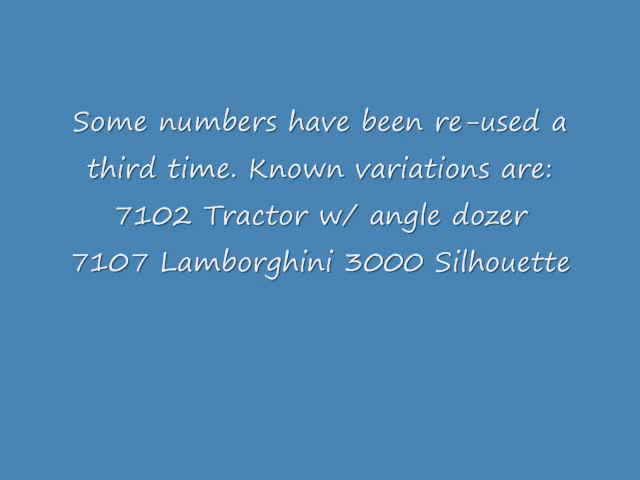 Some numbers have been re-used a
third time. Known variations are:
7102 Tractor w/ angle dozer
7107 Lamborghini 3000 Silhouette